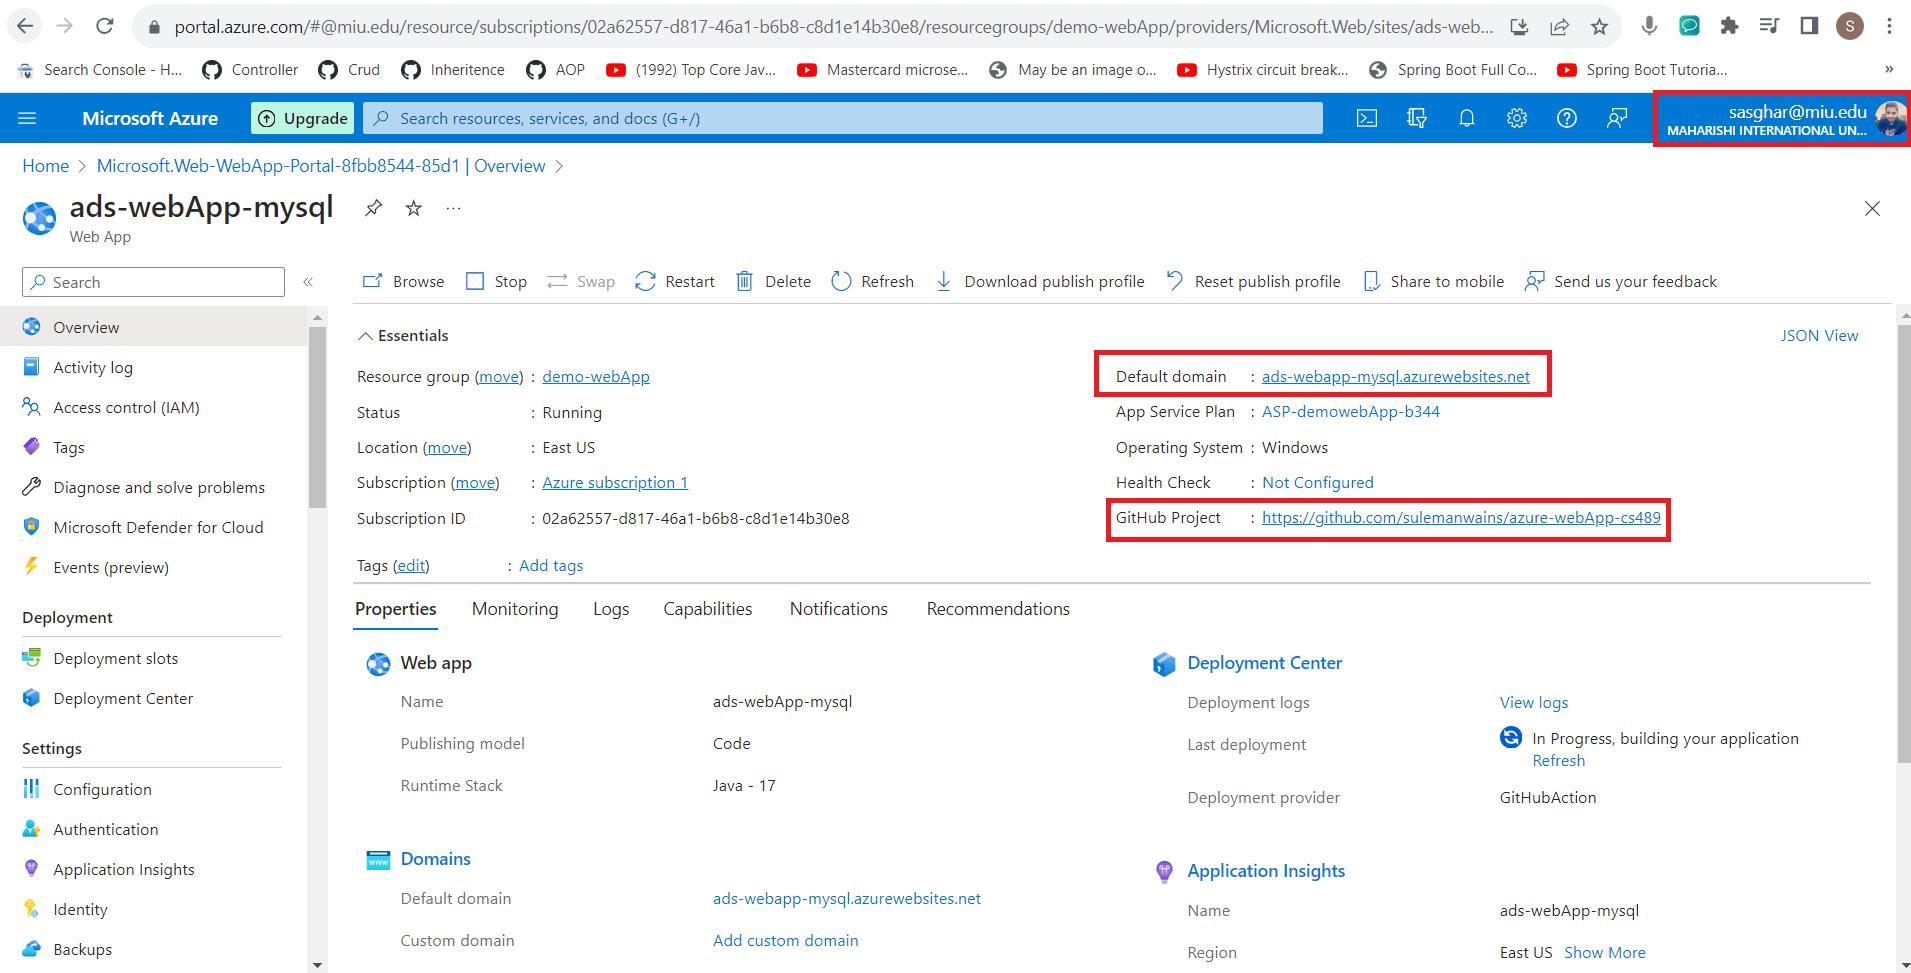 portal.azure.com/#@miu.edu/resource/subscriptions/02a62557-d817-46a1-b6b8-c8d1e14b30e8/resourcegroups/demo-webApp/providers/Microsoft.Web/sites/ads-web...
S
Search Console - H...
Controller
Crud
Inheritence
AOP
(1992) Top Core Jav...
Mastercard microse...
May be an image o...
Hystrix circuit break...
Spring Boot Full Co...
Spring Boot Tutoria...
»
Microsoft Azure
Upgrade
Search resources, services, and docs (G+/)
sasghar@miu.edu
MAHARISHI INTERNATIONAL UN...
Home > Microsoft.Web-WebApp-Portal-8fbb8544-85d1 | Overview >
ads-webApp-mysql
...
Web App
Search
«
Browse
Stop
Swap
Restart
Delete
Refresh
Download publish profile
Reset publish profile
Share to mobile
Send us your feedback
Overview
Activity log
Access control (IAM)
Tags
Diagnose and solve problems
Microsoft Defender for Cloud
Events (preview)
Deployment
Deployment slots
Deployment Center
Settings
Configuration
Authentication
Application Insights
Identity
Backups
Essentials
JSON View
Resource group (move) : demo-webApp
Status : Running
Location (move) : East US
Subscription (move) : Azure subscription 1
Subscription ID : 02a62557-d817-46a1-b6b8-c8d1e14b30e8
Default domain : ads-webapp-mysql.azurewebsites.net
App Service Plan : ASP-demowebApp-b344
Operating System : Windows
Health Check : Not Configured
GitHub Project : https://github.com/sulemanwains/azure-webApp-cs489
Tags (edit) : Add tags
Properties
Monitoring
Logs
Capabilities
Notifications
Recommendations
Web app
Name ads-webApp-mysql
Publishing model Code
Runtime Stack Java - 17
www
Domains
Default domain ads-webapp-mysql.azurewebsites.net
Custom domain Add custom domain
Deployment Center
Deployment logs View logs
Last deployment In Progress, building your application
Refresh
Deployment provider GitHubAction
Application Insights
Name ads-webApp-mysql
Region East US Show More